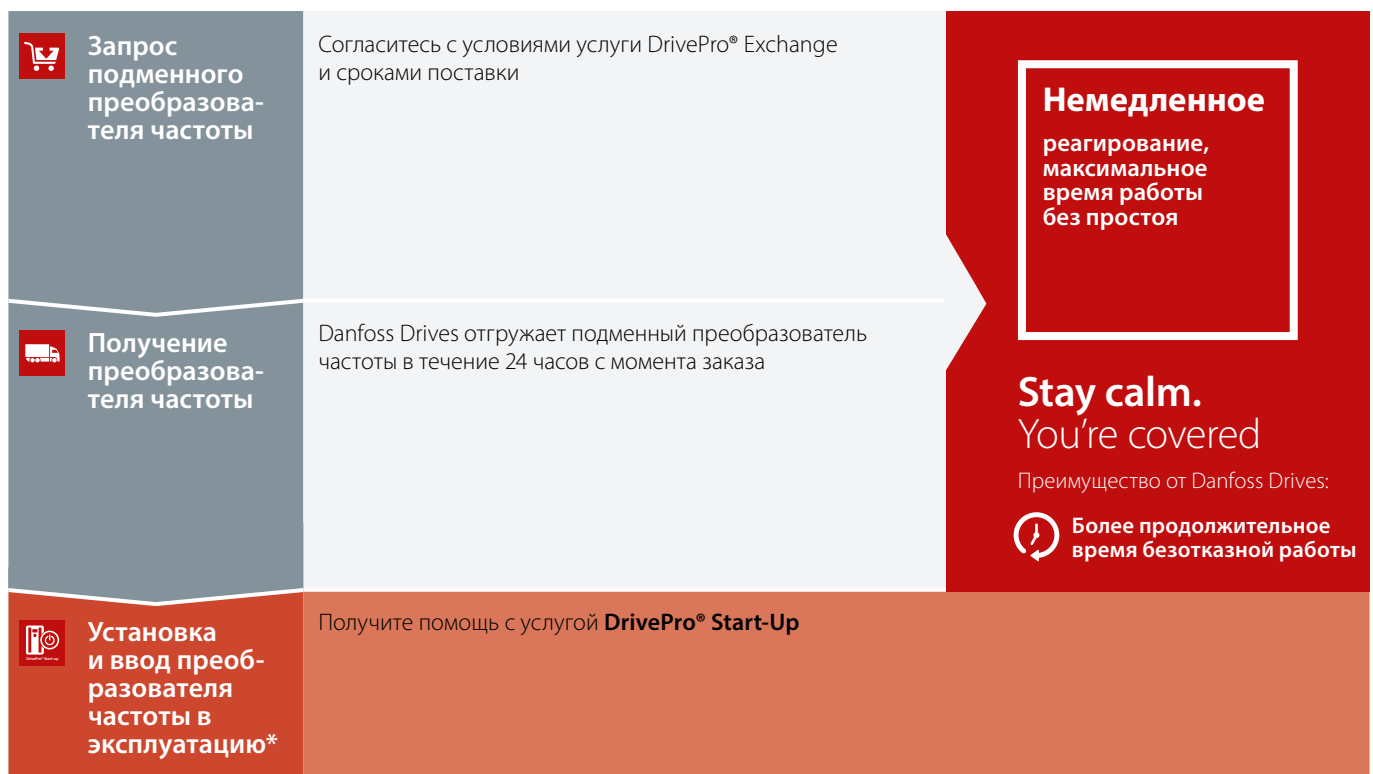 Запрос
подменного
преобразова-
теля частоты
Согласитесь с условиями услуги DrivePro® Exchange
и сроками поставки
Получение
преобразова-
теля частоты
Danfoss Drives отгружает подменный преобразователь
частоты в течение 24 часов с момента заказа
DrivePro® Start-up
Установка
и ввод преоб-
разователя
частоты в
эксплуатацию*
Получите помощь с услугой DrivePro® Start-Up
Немедленное
реагирование,
максимальное
время работы
без простоя
Stay calm.
You're covered
Преимущество от Danfoss Drives:
Более продолжительное
время безотказной работы